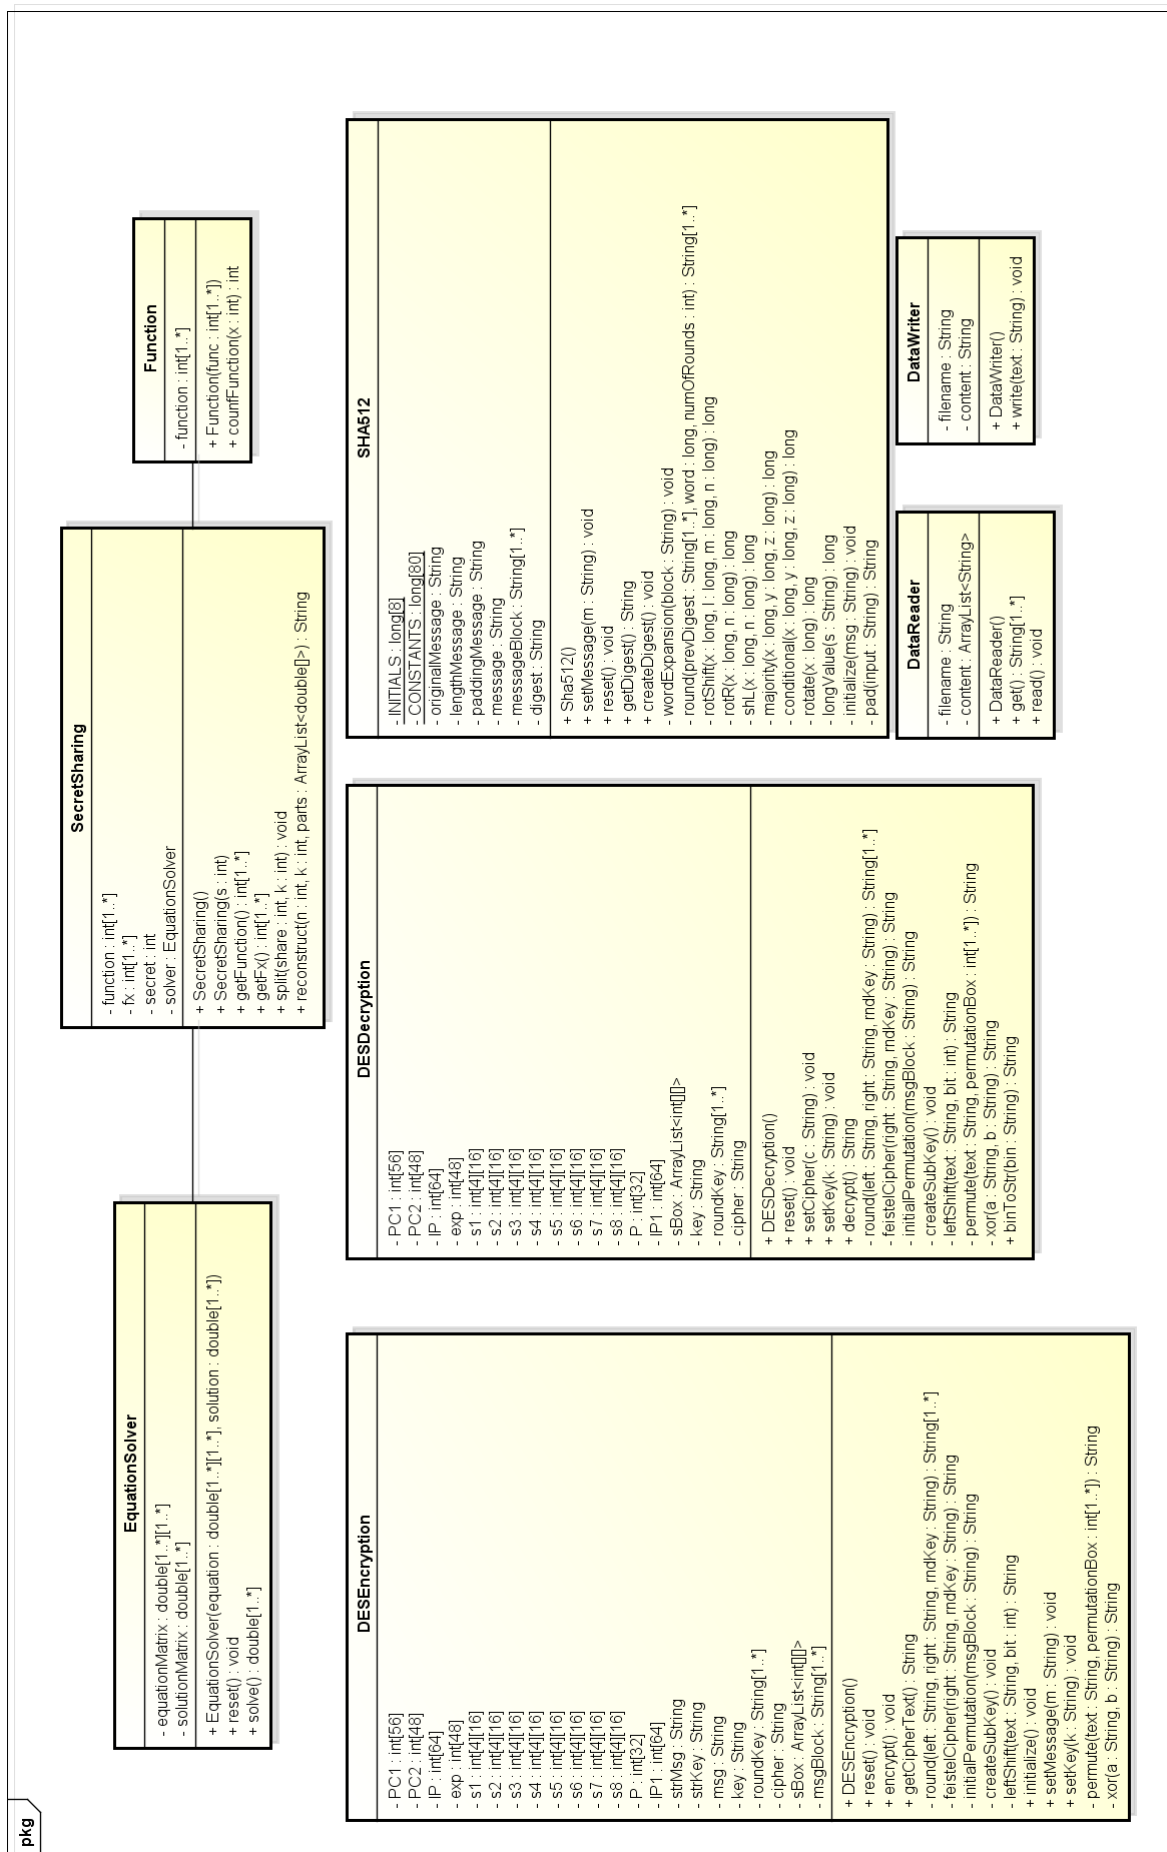 pkg
EquationSolver
- equationMatrix : double[1..*][1..*]
- solutionMatrix : double[1..*]
+ EquationSolver(equation : double[1..*][1..*], solution : double[1..*])
+ reset() : void
+ solve() : double[1..*]
SecretSharing
- function : int[1..*]
- fx : int[1..*]
- secret : int
- solver : EquationSolver
+ SecretSharing()
+ SecretSharing(s : int)
+ getFunction() : int[1..*]
+ getFx() : int[1..*]
+ split(share : int, k : int) : void
+ reconstruct(n : int, k : int, parts : ArrayList<double[]>) : String
Function
- function : int[1..*]
+ Function(func : int[1..*])
+ counfFunction(x : int) : int
DESEncryption
- PC1 : int[56]
- PC2 : int[48]
- IP : int[64]
- exp : int[48]
- s1 : int[4][16]
- s2 : int[4][16]
- s3 : int[4][16]
- s4 : int[4][16]
- s5 : int[4][16]
- s6 : int[4][16]
- s7 : int[4][16]
- s8 : int[4][16]
- P : int[32]
- IP1 : int[64]
- strMsg : String
- strKey : String
- msg : String
- key : String
- roundKey : String[1..*]
- cipher : String
- sBox : ArrayList<int[][]>
- msgBlock : String[1..*]
+ DESEncryption()
+ reset() : void
+ encrypt() : void
+ getCipherText() : String
- round(left : String, right : String, rndKey : String) : String[1..*]
- feistelCipher(right : String, rndKey : String) : String
- initialPermutation(msgBlock : String) : String
- createSubKey() : void
- leftShift(text : String, bit : int) : String
+ initialize() : void
+ setMessage(m : String) : void
+ setKey(k : String) : void
- permute(text : String, permutationBox : int[1..*]) : String
- xor(a : String, b : String) : String
DESDecryption
- PC1 : int[56]
- PC2 : int[48]
- IP : int[64]
- exp : int[48]
- s1 : int[4][16]
- s2 : int[4][16]
- s3 : int[4][16]
- s4 : int[4][16]
- s5 : int[4][16]
- s6 : int[4][16]
- s7 : int[4][16]
- s8 : int[4][16]
- P : int[32]
- IP1 : int[64]
- sBox : ArrayList<int[][]>
- key : String
- roundKey : String[1..*]
- cipher : String
+ DESDecryption()
+ reset() : void
+ setCipher(c : String) : void
+ setKey(k : String) : void
+ decrypt() : String
- round(left : String, right : String, rndKey : String) : String[1..*]
- feistelCipher(right : String, rndKey : String) : String
- initialPermutation(msgBlock : String) : String
- createSubKey() : void
- leftShift(text : String, bit : int) : String
- permute(text : String, permutationBox : int[1..*]) : String
- xor(a : String, b : String) : String
+ binToStr(bin : String) : String
SHA512
- INITIALS : long[8]
- CONSTANTS : long[80]
- originalMessage : String
- lengthMessage : String
- paddingMessage : String
- message : String
- messageBlock : String[1..*]
- digest : String
+ Sha512()
+ setMessage(m : String) : void
+ reset() : void
+ getDigest() : String
+ createDigest() : void
- wordExpansion(block : String) : void
- round(prevDigest : String[1..*], word : long, numOfRounds : int) : String[1..*]
- rotShift(x : long, l : long, m : long, n : long) : long
- rotR(x : long, n : long) : long
- shL(x : long, n : long) : long
- majority(x : long, y : long, z : long) : long
- conditional(x : long, y : long, z : long) : long
- rotate(x : long) : long
- longValue(s : String) : long
- initialize(msg : String) : void
- pad(input : String) : String
DataReader
- filename : String
- content : ArrayList<String>
+ DataReader()
+ get() : String[1..*]
+ read() : void
DataWriter
- filename : String
- content : String
+ DataWriter()
+ write(text : String) : void